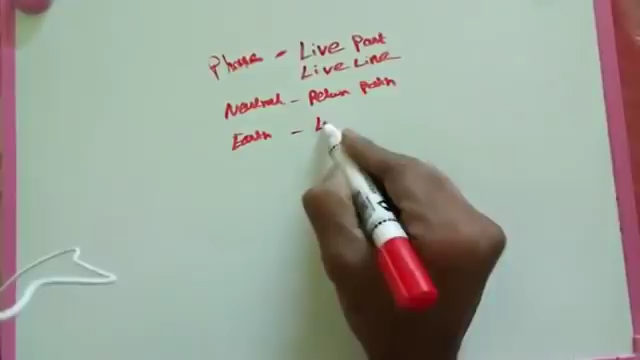 Phase - Live Part
Live Line
Neutral - Return path
Earth - L